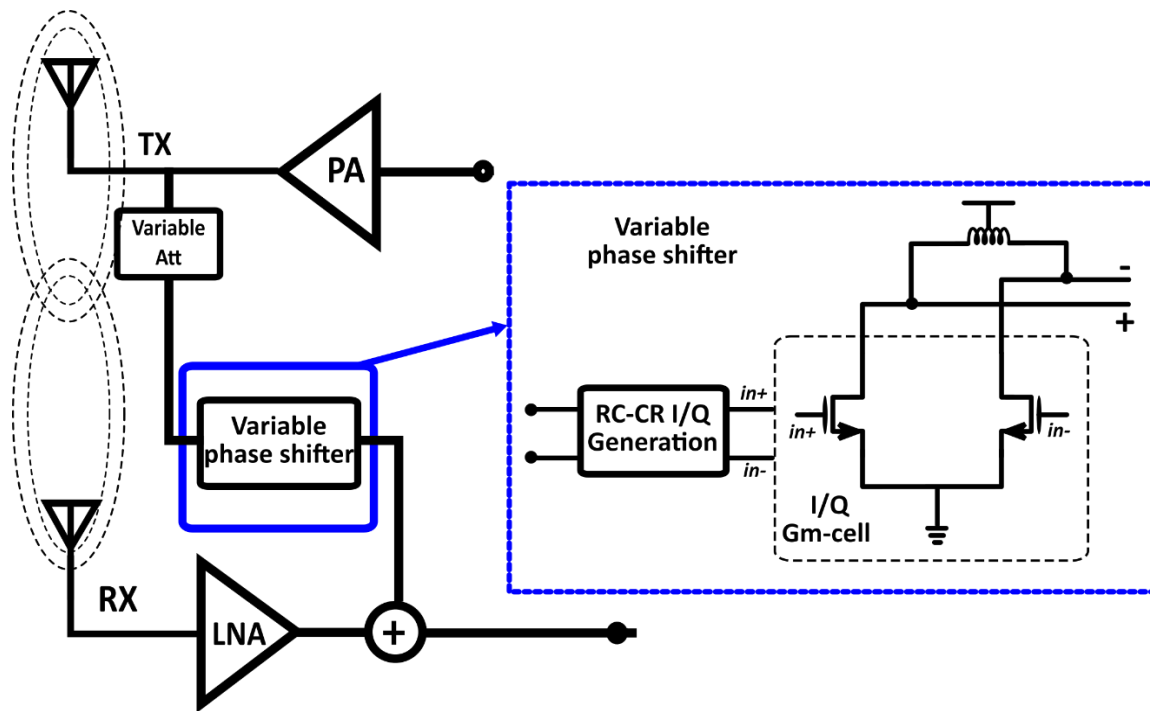 TX
PA
Variable
Att
Variable
phase shifter
RX
LNA
+
Variable
phase shifter
-
+
RC-CR I/Q
Generation
in+
in-
in+
in-
I/Q
Gm-cell